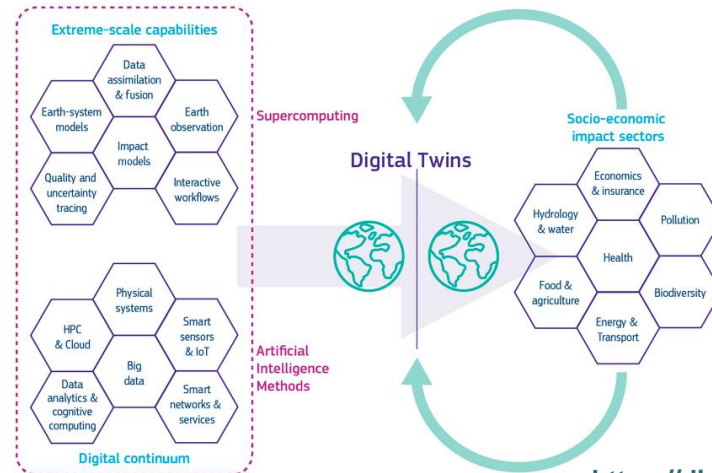 Extreme-scale capabilities
Data
assimilation
& fusion
Earth-system
models
Earth
observation
Impact
models
Quality and
uncertainty
tracing
Interactive
workflows
Supercomputing
Physical
systems
HPC
& Cloud
Smart
sensors
& IoT
Big
data
Data
analytics &
cognitive
computing
Smart
networks &
services
Artificial
Intelligence
Methods
Digital continuum
Digital Twins
Socio-economic
impact sectors
Economics
& insurance
Hydrology
& water
Pollution
Health
Food &
agriculture
Biodiversity
Energy &
Transport